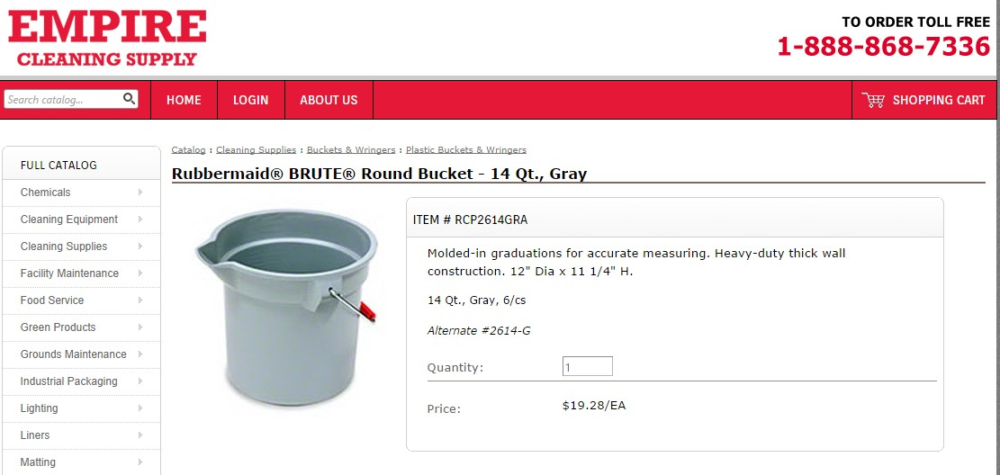 EMPIRE
CLEANING SUPPLY
TO ORDER TOLL FREE
1-888-868-7336
Search catalog...
HOME
LOGIN
ABOUT US
SHOPPING CART
FULL CATALOG
Chemicals
Cleaning Equipment
Cleaning Supplies
Facility Maintenance
Food Service
Green Products
Grounds Maintenance
Industrial Packaging
Lighting
Liners
Matting
Catalog : Cleaning Supplies : Buckets & Wringers : Plastic Buckets & Wringers
Rubbermaid® BRUTE® Round Bucket - 14 Qt., Gray
ITEM # RCP2614GRA
Molded-in graduations for accurate measuring. Heavy-duty thick wall
construction. 12" Dia x 11 1/4" H.
14 Qt., Gray, 6/cs
Alternate #2614-G
Quantity: 1
Price: $19.28/EA